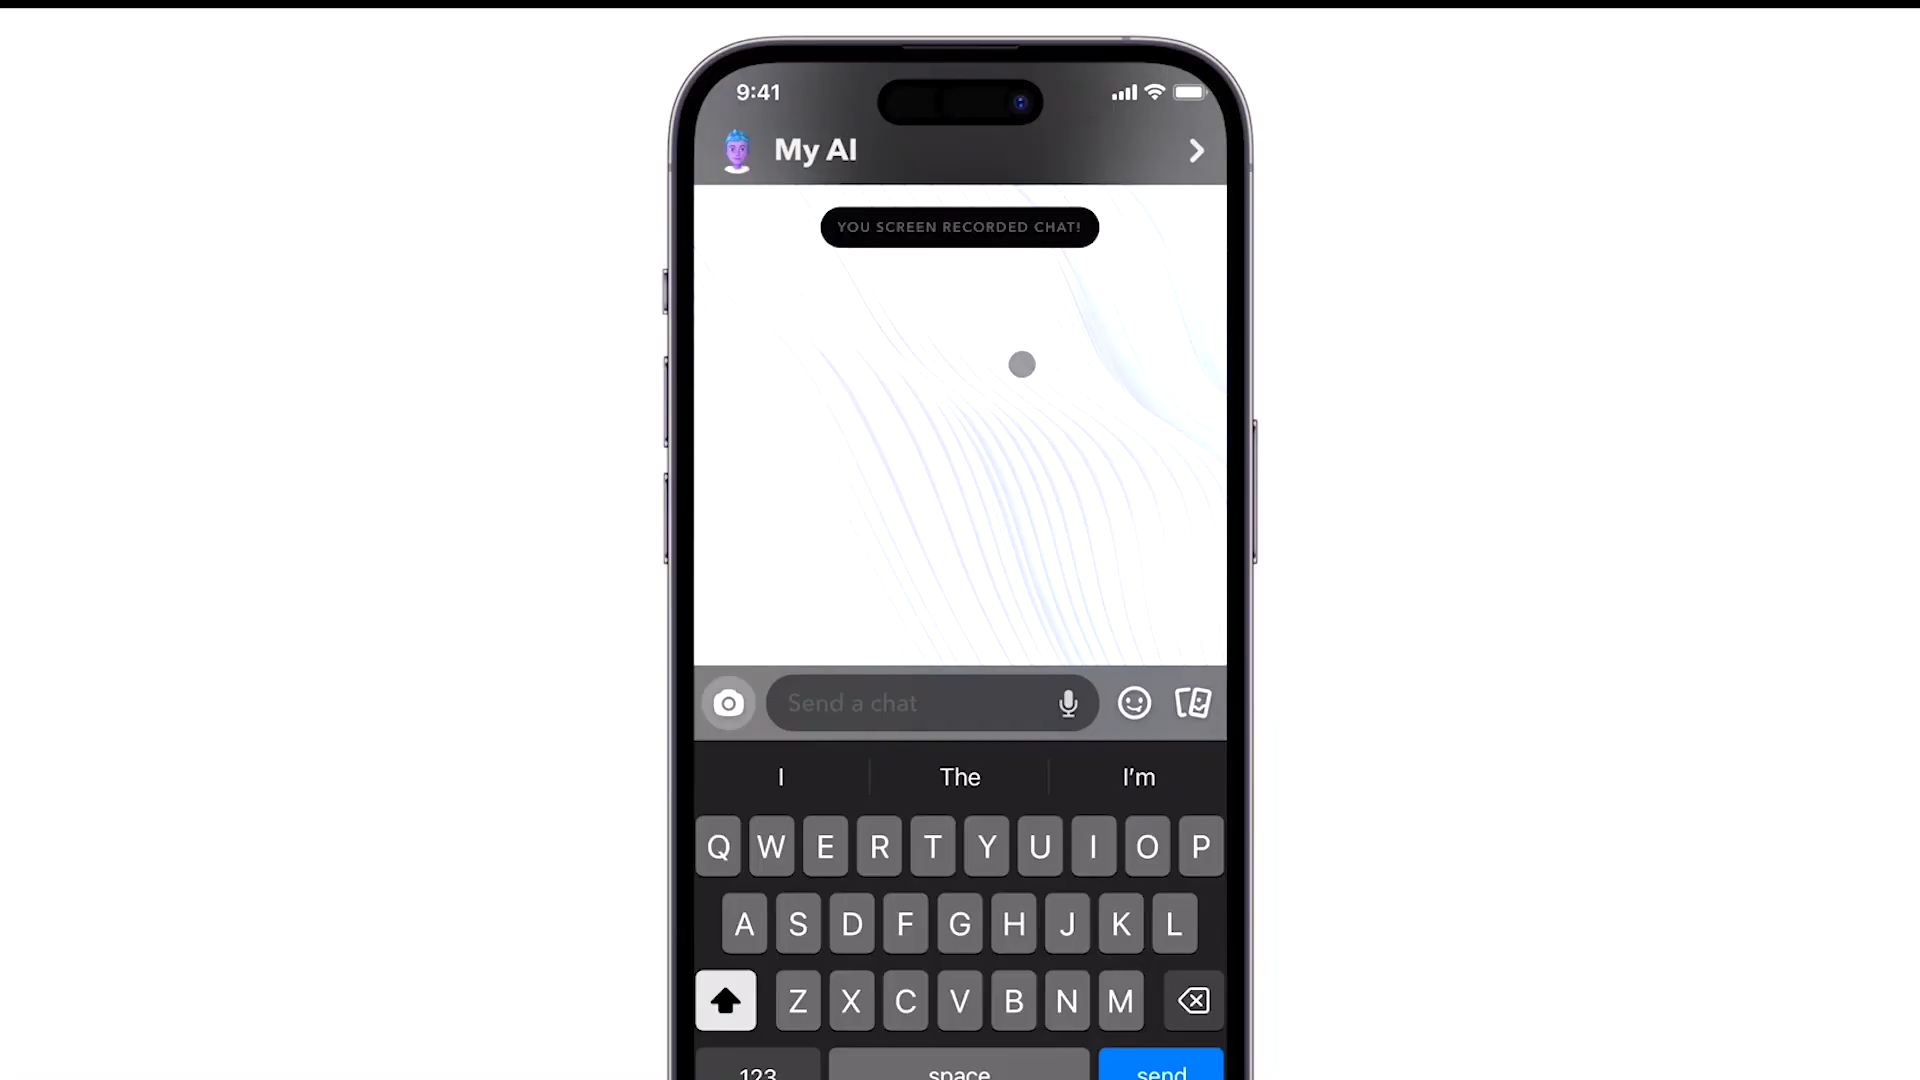 9:41
My AI
YOU SCREEN RECORDED CHAT!
Send a chat
I The I'm
Q W E R T Y U I O P
A S D F G H J K L
Z X C V B N M
123 space send